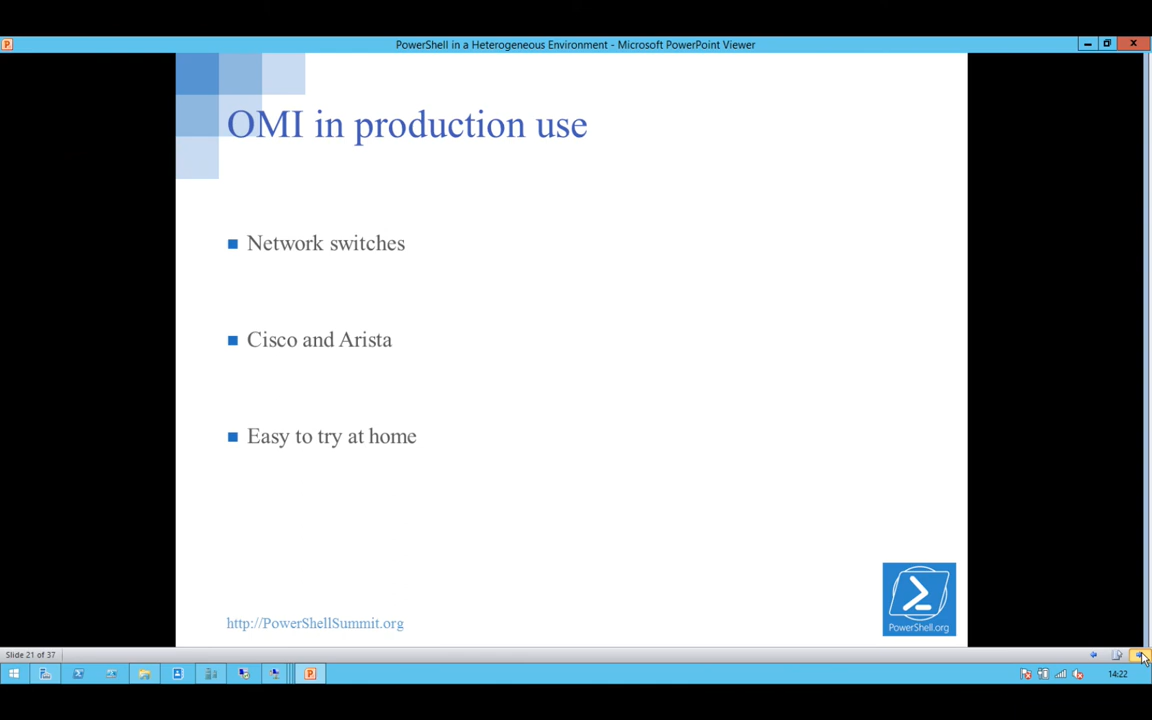 PowerShell in a Heterogeneous Environment - Microsoft PowerPoint Viewer
OMI in production use
Network switches
Cisco and Arista
Easy to try at home
http://PowerShellSummit.org
PowerShell.org
Slide 21 of 37
14:22